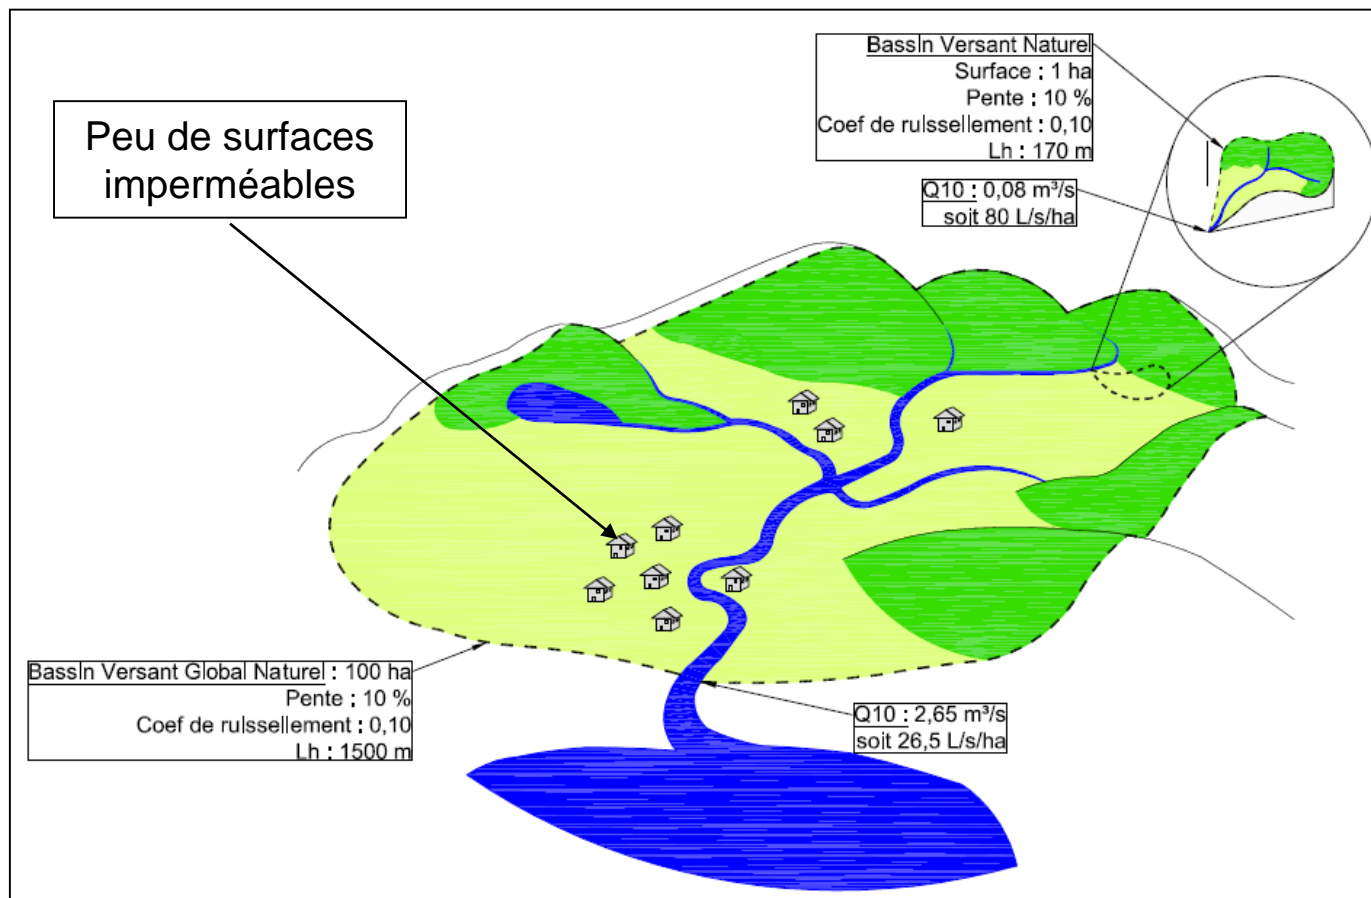 Peu de surfaces
imperméables
Bassin Versant Naturel
Surface : 1 ha
Pente : 10 %
Coef de ruissellement : 0,10
Lh : 170 m
Q10 : 0,08 m³/s
soit 80 L/s/ha
Bassin Versant Global Naturel : 100 ha
Pente : 10 %
Coef de ruissellement : 0,10
Lh : 1500 m
Q10 : 2,65 m³/s
soit 26,5 L/s/ha